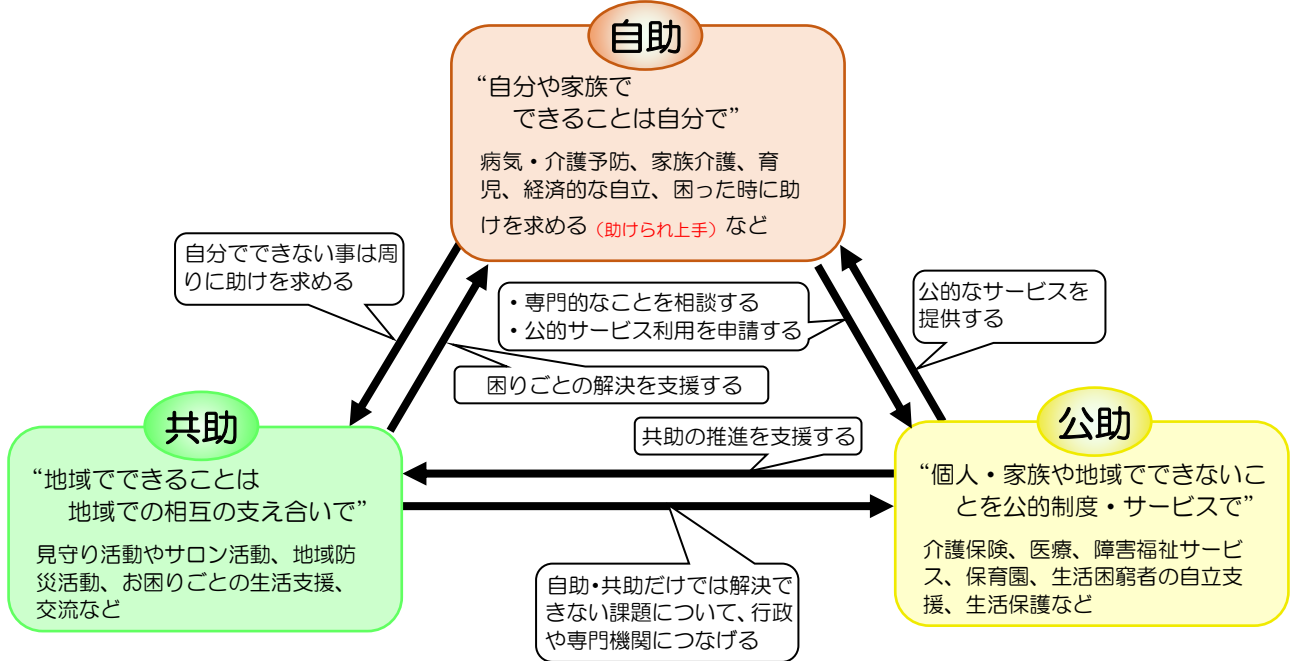 自助
“自分や家族で
できることは自分で”
病気・介護予防、家族介護、育
児、経済的な自立、困った時に助
けを求める（助けられ上手）など
自分でできない事は周
りに助けを求める
・専門的なことを相談する
・公的サービス利用を申請する
公的なサービスを
提供する
困りごとの解決を支援する
共助
“地域でできることは
地域での相互の支え合いで”
見守り活動やサロン活動、地域防
災活動、お困りごとの生活支援、
交流など
共助の推進を支援する
自助・共助だけでは解決で
きない課題について、行政
や専門機関につなげる
公助
“個人・家族や地域でできないこ
とを公的制度・サービスで”
介護保険、医療、障害福祉サービ
ス、保育園、生活困窮者の自立支
援、生活保護など